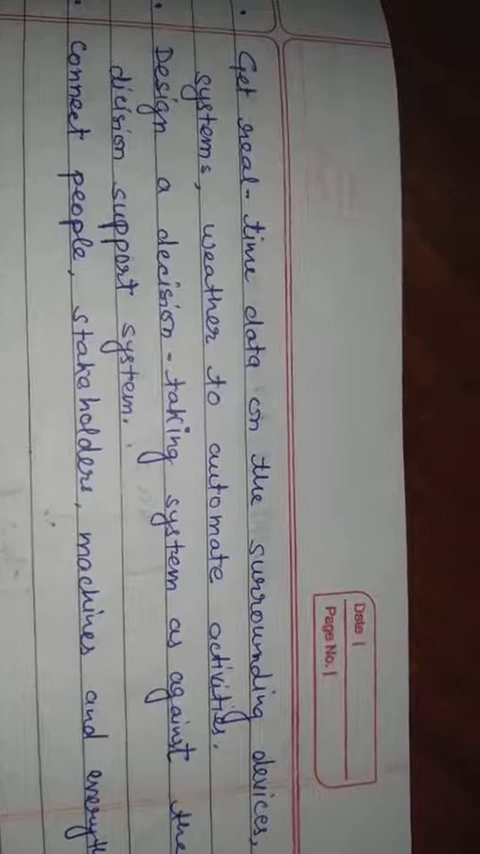 Date |
Page No. |
• Get real-time data on the surrounding devices,
systems, weather to automate activities.
• Design a decision-taking system as against the
dicision support system.
• Connect people, stakeholders, machines and everyth